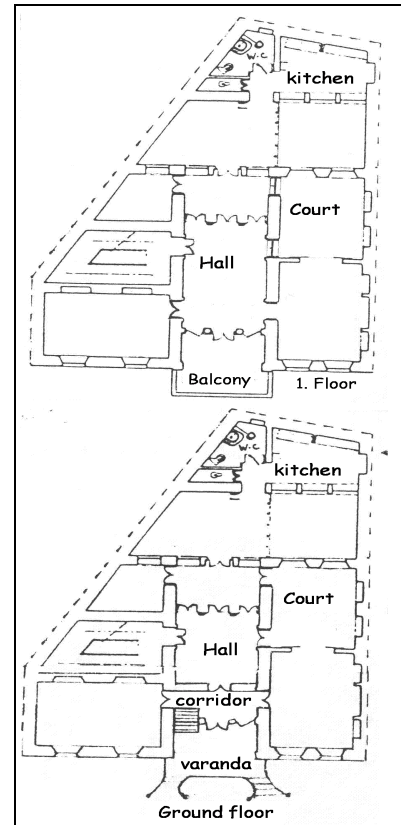 W.C
kitchen
Court
Hall
Balcony
1. Floor
W.C
kitchen
Court
Hall
corridor
varanda
Ground floor